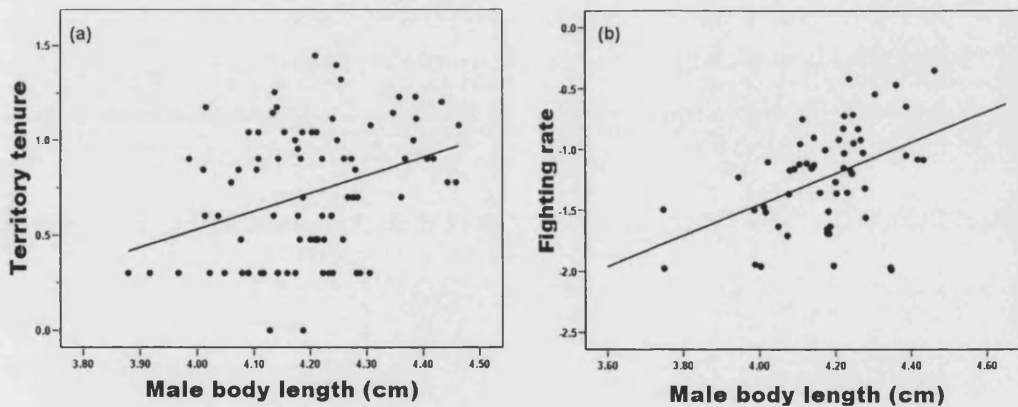 (a)
Territory tenure
1.5
1.0
0.5
0.0
3.80 3.90 4.00 4.10 4.20 4.30 4.40 4.50
Male body length (cm)
(b)
Fighting rate
0.0
-0.5
-1.0
-1.5
-2.0
-2.5
3.60 3.80 4.00 4.20 4.40 4.60
Male body length (cm)